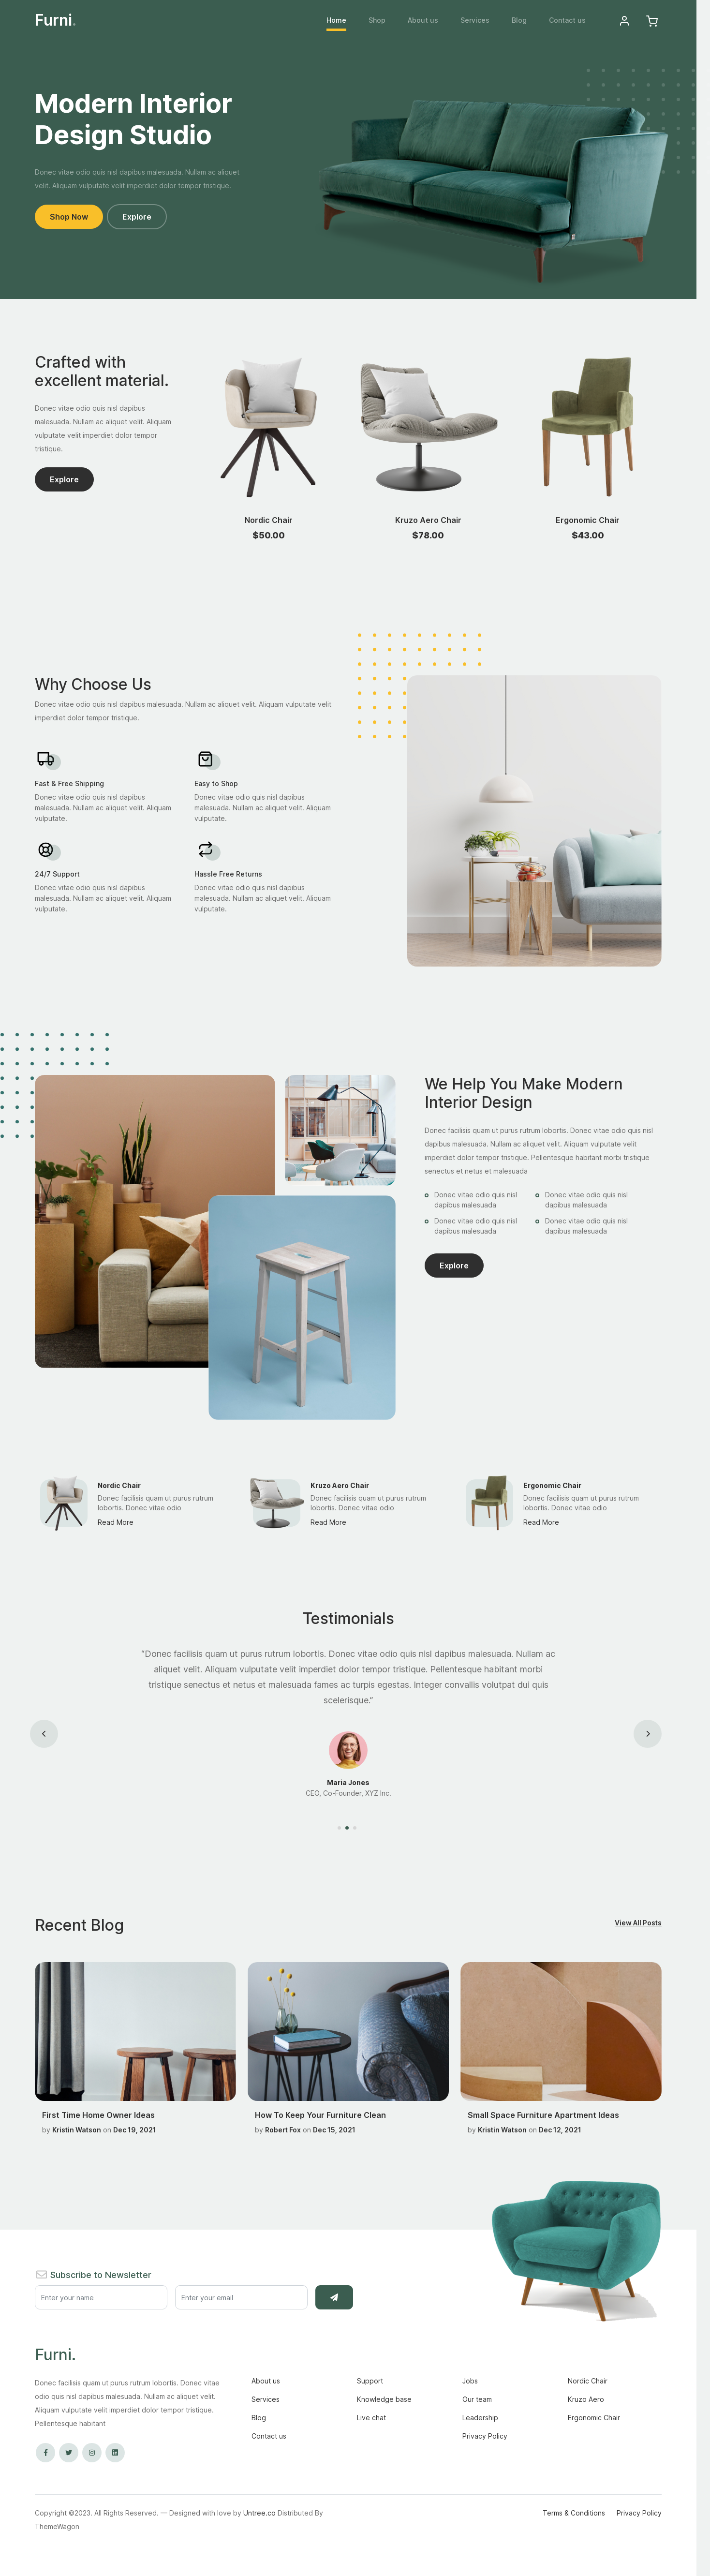 Furni.
Home Shop About us Services Blog Contact us
Modern Interior
Design Studio
Donec vitae odio quis nisl dapibus malesuada. Nullam ac aliquet
velit. Aliquam vulputate velit imperdiet dolor tempor tristique.
Shop Now Explore
Crafted with
excellent material.
Donec vitae odio quis nisl dapibus
malesuada. Nullam ac aliquet velit. Aliquam
vulputate velit imperdiet dolor tempor
tristique.
Explore
Nordic Chair
$50.00
Kruzo Aero Chair
$78.00
Ergonomic Chair
$43.00
Why Choose Us
Donec vitae odio quis nisl dapibus malesuada. Nullam ac aliquet velit. Aliquam vulputate velit
imperdiet dolor tempor tristique.
Fast & Free Shipping
Donec vitae odio quis nisl dapibus
malesuada. Nullam ac aliquet velit. Aliquam
vulputate.
Easy to Shop
Donec vitae odio quis nisl dapibus
malesuada. Nullam ac aliquet velit. Aliquam
vulputate.
24/7 Support
Donec vitae odio quis nisl dapibus
malesuada. Nullam ac aliquet velit. Aliquam
vulputate.
Hassle Free Returns
Donec vitae odio quis nisl dapibus
malesuada. Nullam ac aliquet velit. Aliquam
vulputate.
We Help You Make Modern
Interior Design
Donec facilisis quam ut purus rutrum lobortis. Donec vitae odio quis nisl
dapibus malesuada. Nullam ac aliquet velit. Aliquam vulputate velit
imperdiet dolor tempor tristique. Pellentesque habitant morbi tristique
senectus et netus et malesuada
Donec vitae odio quis nisl
dapibus malesuada
Donec vitae odio quis nisl
dapibus malesuada
Donec vitae odio quis nisl
dapibus malesuada
Donec vitae odio quis nisl
dapibus malesuada
Explore
Nordic Chair
Donec facilisis quam ut purus rutrum
lobortis. Donec vitae odio
Read More
Kruzo Aero Chair
Donec facilisis quam ut purus rutrum
lobortis. Donec vitae odio
Read More
Ergonomic Chair
Donec facilisis quam ut purus rutrum
lobortis. Donec vitae odio
Read More
Testimonials
“Donec facilisis quam ut purus rutrum lobortis. Donec vitae odio quis nisl dapibus malesuada. Nullam ac
aliquet velit. Aliquam vulputate velit imperdiet dolor tempor tristique. Pellentesque habitant morbi
tristique senectus et netus et malesuada fames ac turpis egestas. Integer convallis volutpat dui quis
scelerisque.”
Maria Jones
CEO, Co-Founder, XYZ Inc.
Recent Blog
View All Posts
First Time Home Owner Ideas
by Kristin Watson on Dec 19, 2021
How To Keep Your Furniture Clean
by Robert Fox on Dec 15, 2021
Small Space Furniture Apartment Ideas
by Kristin Watson on Dec 12, 2021
Subscribe to Newsletter
Enter your name Enter your email
Furni.
Donec facilisis quam ut purus rutrum lobortis. Donec vitae
odio quis nisl dapibus malesuada. Nullam ac aliquet velit.
Aliquam vulputate velit imperdiet dolor tempor tristique.
Pellentesque habitant
About us
Services
Blog
Contact us
Support
Knowledge base
Live chat
Jobs
Our team
Leadership
Privacy Policy
Nordic Chair
Kruzo Aero
Ergonomic Chair
Copyright ©2023. All Rights Reserved. — Designed with love by Untree.co Distributed By
ThemeWagon
Terms & Conditions Privacy Policy